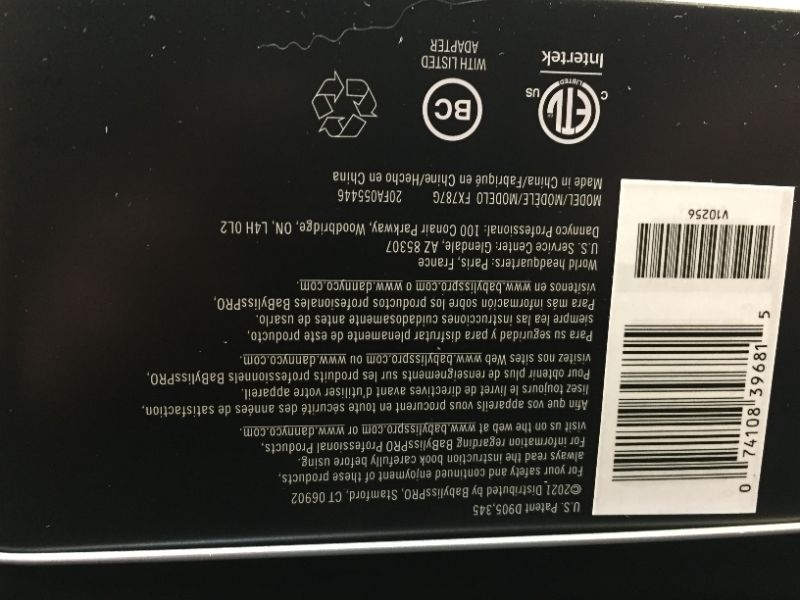 U.S. Patent D905,345
©2021 Distributed by BabylissPRO, Stamford, CT 06902
For your safety and continued enjoyment of these products,
always read the instruction book carefully before using.
For information regarding BaBylissPRO Professional Products,
visit us on the web at www.babylisspro.com or www.dannyco.com.
Afin que vos appareils vous procurent en toute sécurité des années de satisfaction,
lisez toujours le livret de directives avant d'utiliser votre appareil.
Pour obtenir plus de renseignements sur les produits professionnels BaBylissPRO,
visitez nos sites Web www.babylisspro.com ou www.dannyco.com.
Para su seguridad y para disfrutar plenamente de este producto,
siempre lea las instrucciones cuidadosamente antes de usarlo.
Para más información sobre los productos profesionales BaBylissPRO,
visítenos en www.babylisspro.com o www.dannyco.com.
World headquarters: Paris, France
U.S. Service Center: Glendale, AZ 85307
Dannyco Professional: 100 Conair Parkway, Woodbridge, ON, L4H 0L2
MODEL/MODÈLE/MODELO FX787G 20FA055446
Made in China/Fabriqué en Chine/Hecho en China
0 74108 39681 5
V10256
ETL
LISTED
C US
Intertek
BC
WITH LISTED
ADAPTER